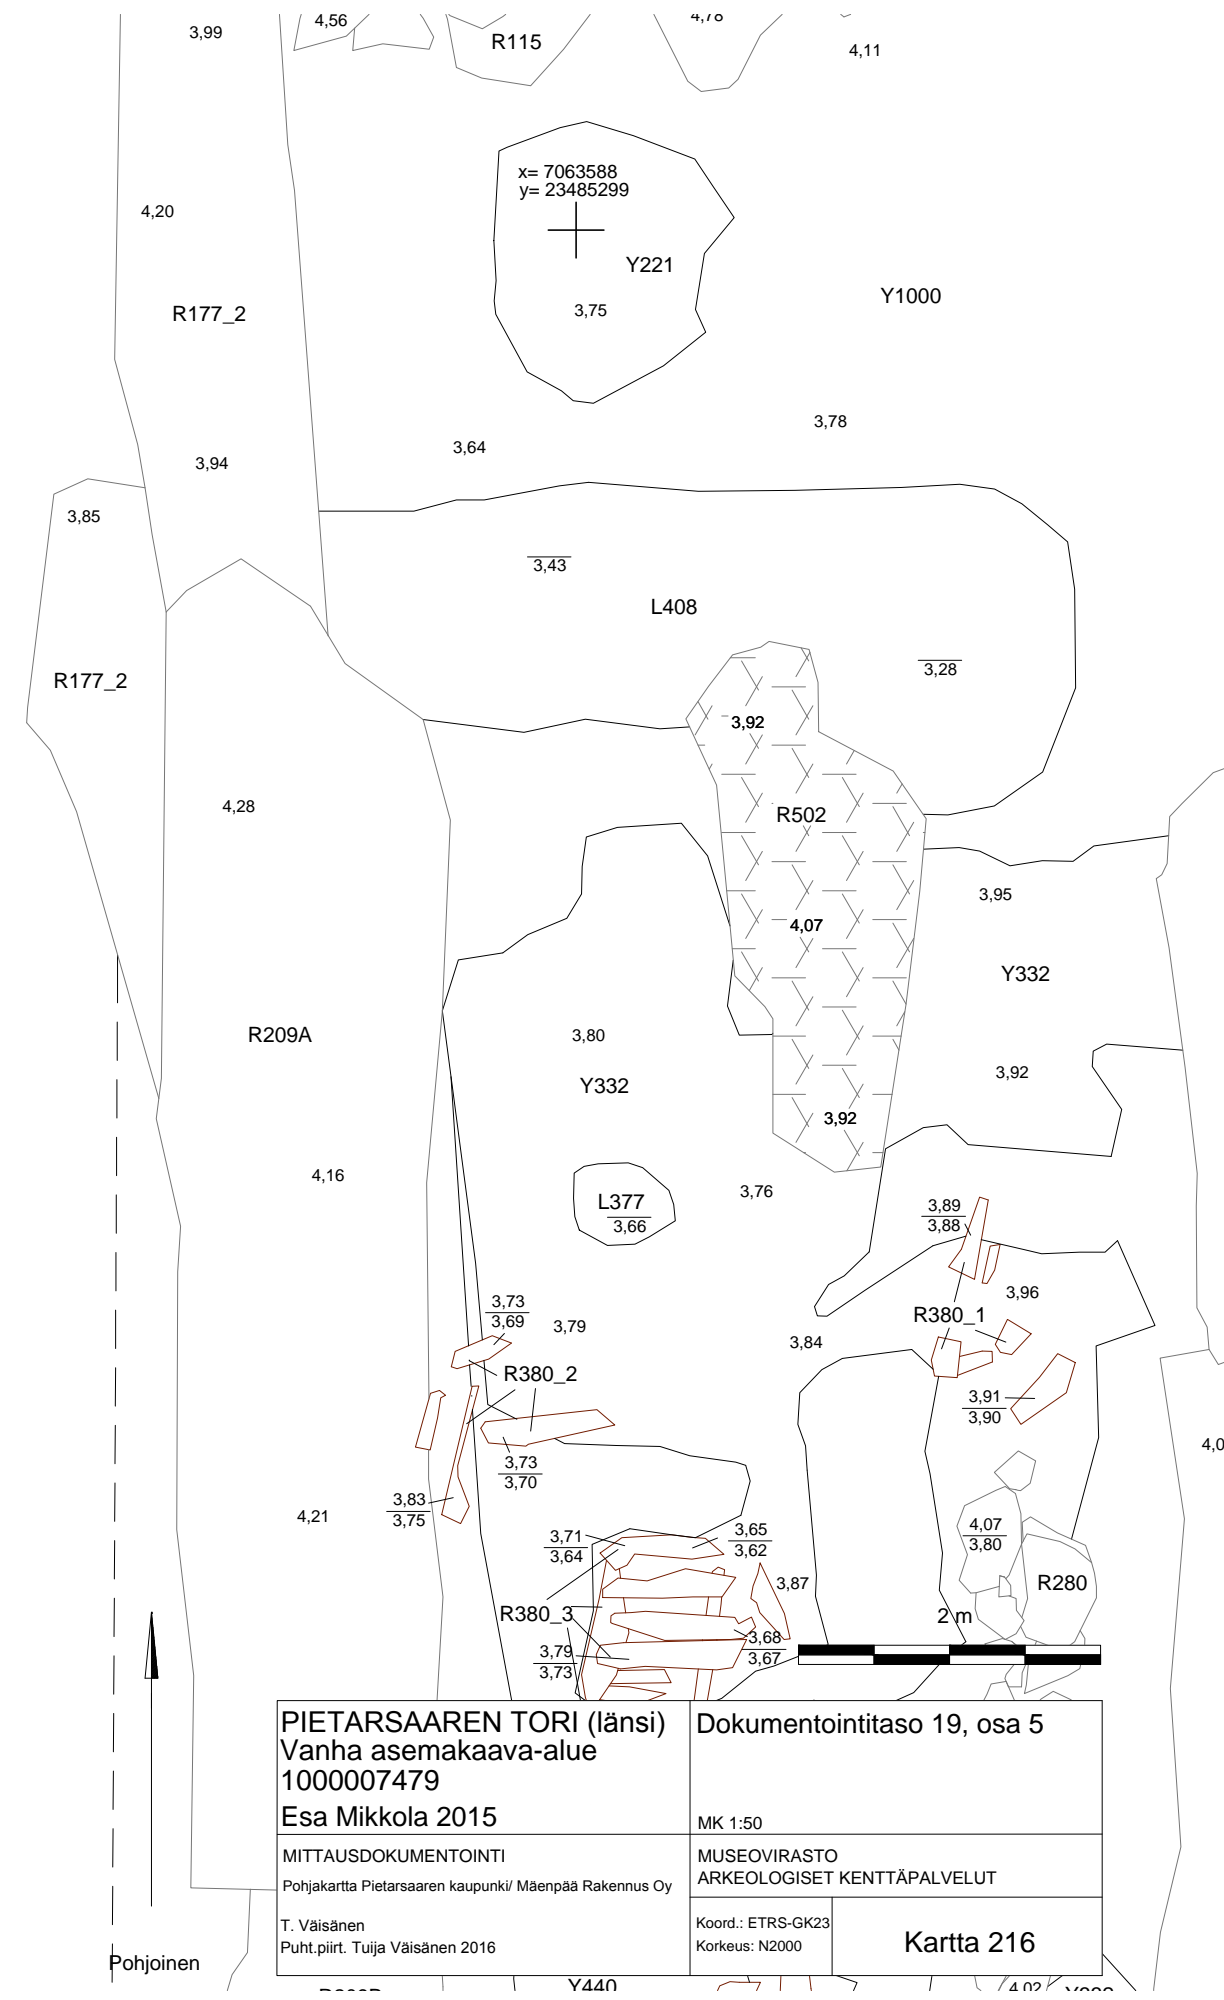 3,99
4,56
R115
4,11
x= 7063588
y= 23485299
4,20
Y221
Y1000
R177_2
3,75
3,78
3,64
3,94
3,85
3,43
L408
3,28
R177_2
3,92
4,28
R502
3,95
4,07
Y332
R209A
3,80
3,92
Y332
3,92
4,16
3,76
L377
3,66
3,89
3,88
3,96
3,73
3,69
R380_1
3,79
3,84
R380_2
3,91
3,90
3,73
3,70
3,83
3,75
4,21
3,71
3,64
3,65
3,62
4,07
3,80
3,87
R280
R380_3
2 m
3,68
3,67
3,79
3,73
PIETARSAAREN TORI (länsi)
Vanha asemakaava-alue
1000007479
Esa Mikkola 2015
Dokumentointitaso 19, osa 5
MK 1:50
MITTAUSDOKUMENTOINTI
Pohjakartta Pietarsaaren kaupunki/ Mäenpää Rakennus Oy
T. Väisänen
Puht.piirt. Tuija Väisänen 2016
MUSEOVIRASTO
ARKEOLOGISET KENTTÄPALVELUT
Koord.: ETRS-GK23
Korkeus: N2000
Kartta 216
Pohjoinen
Y440
4,02